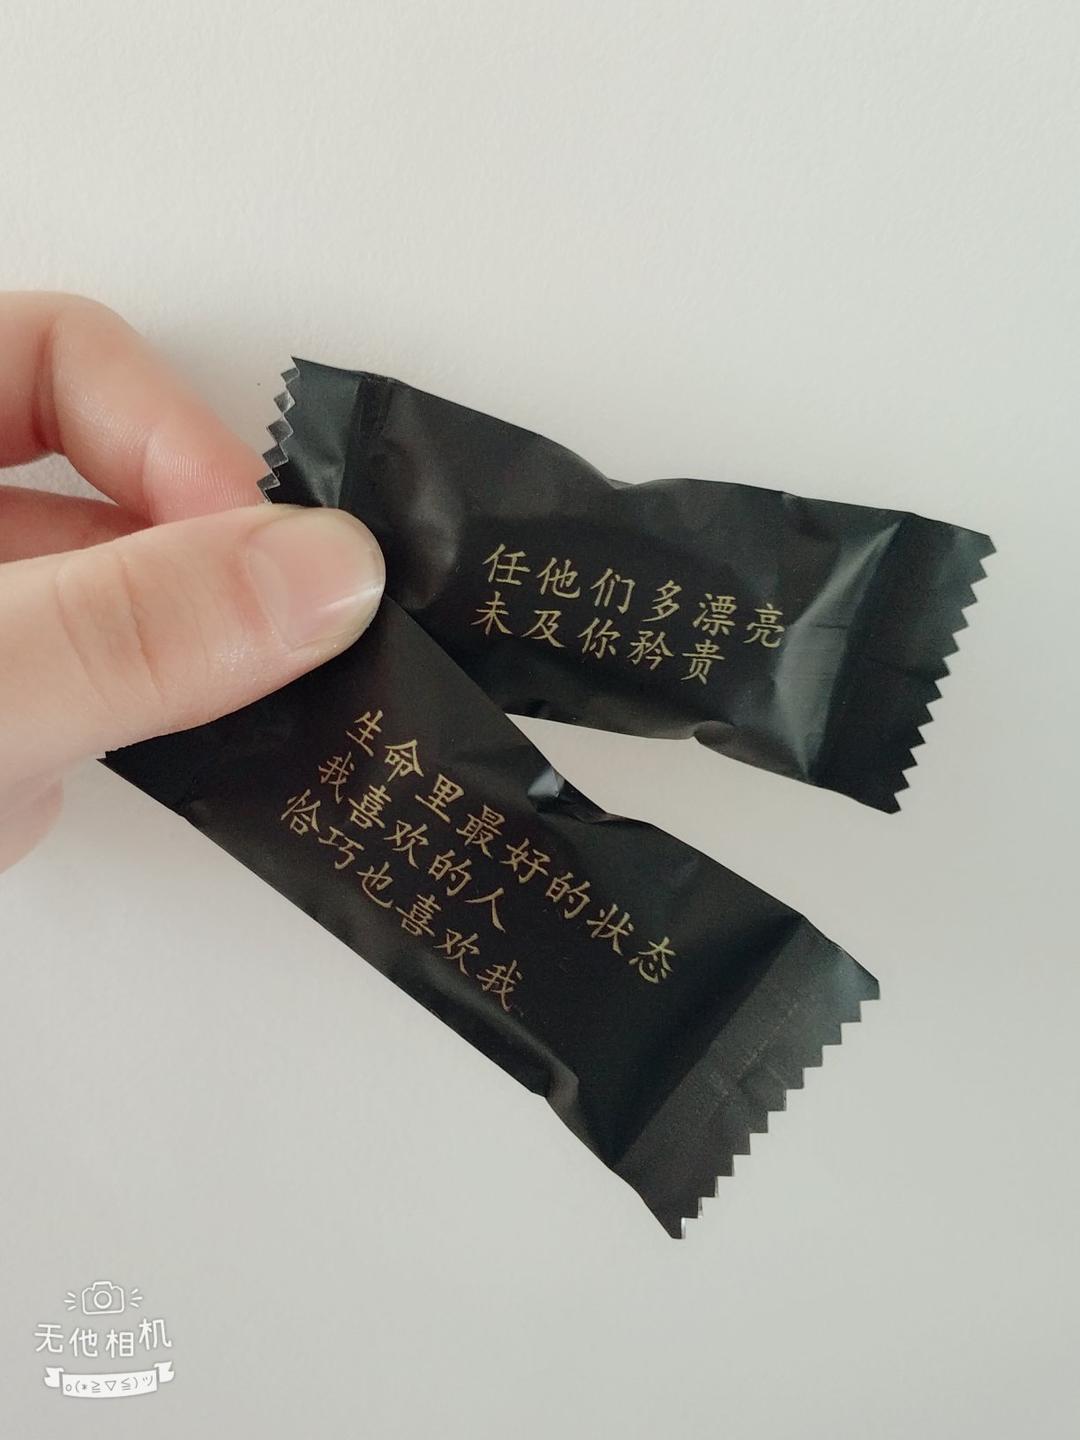 任他们多漂亮
未及你矜贵
生命里最好的状态
我喜欢的人
恰巧也喜欢我
无他相机
o(*≧▽≦)ツ